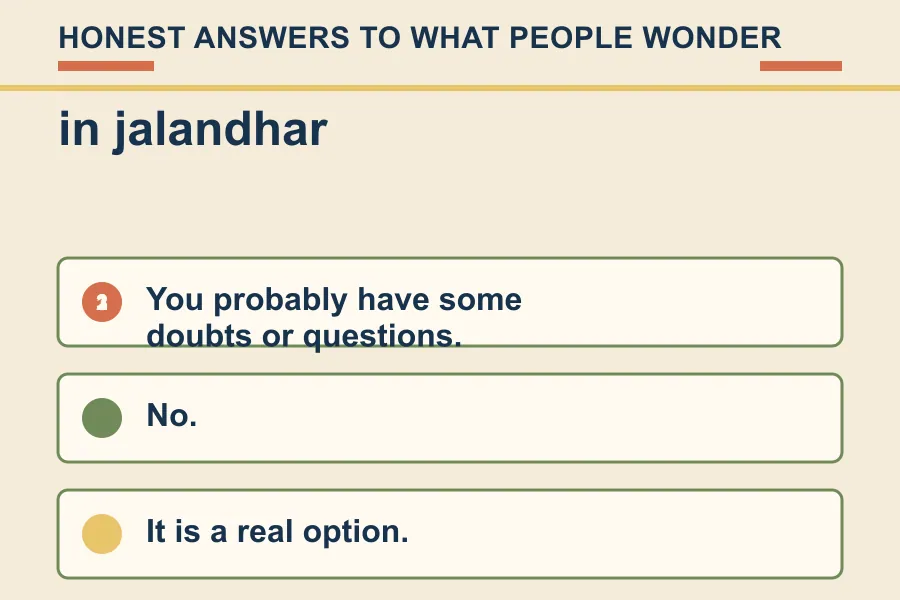 HONEST ANSWERS TO WHAT PEOPLE WONDER
in jalandhar
You probably have some
doubts or questions.
No.
It is a real option.